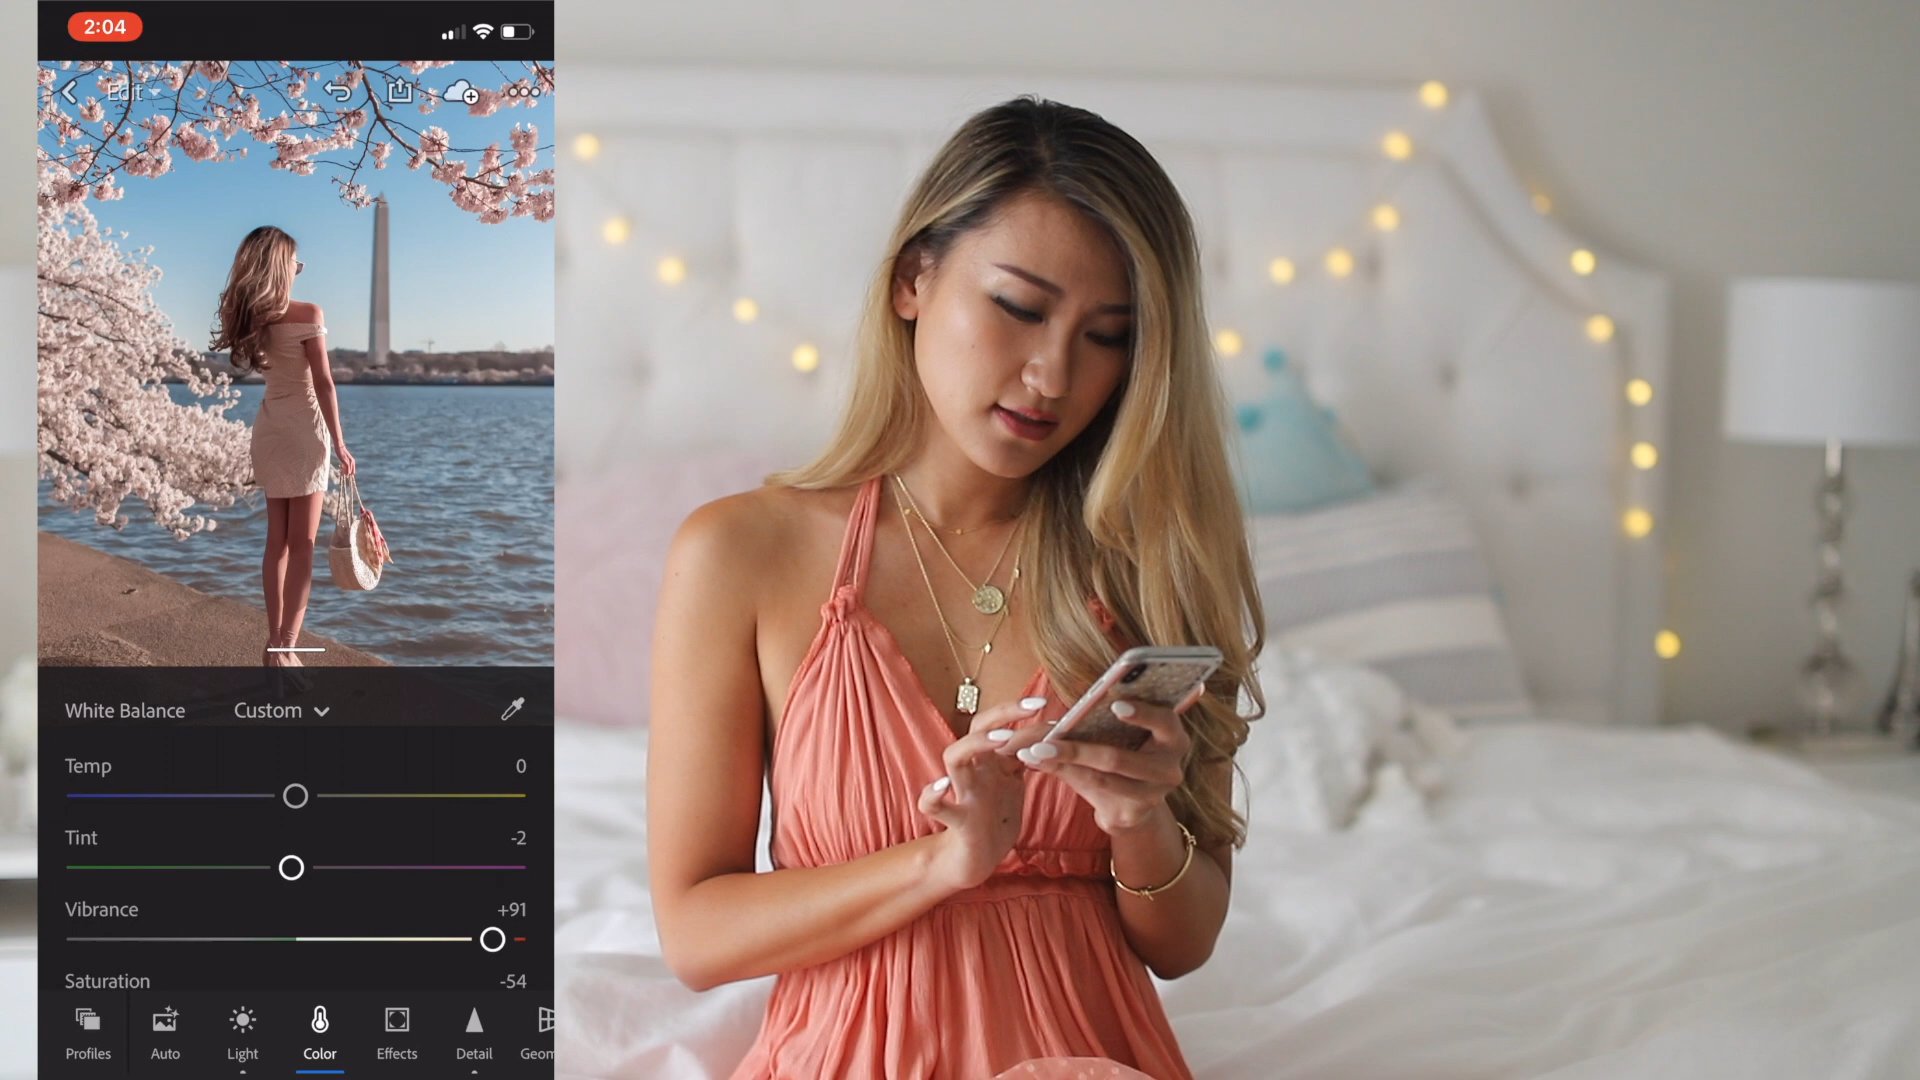 2:04
Edit
White Balance Custom
Temp 0
Tint -2
Vibrance +91
Saturation -54
Profiles Auto Light Color Effects Detail Geom